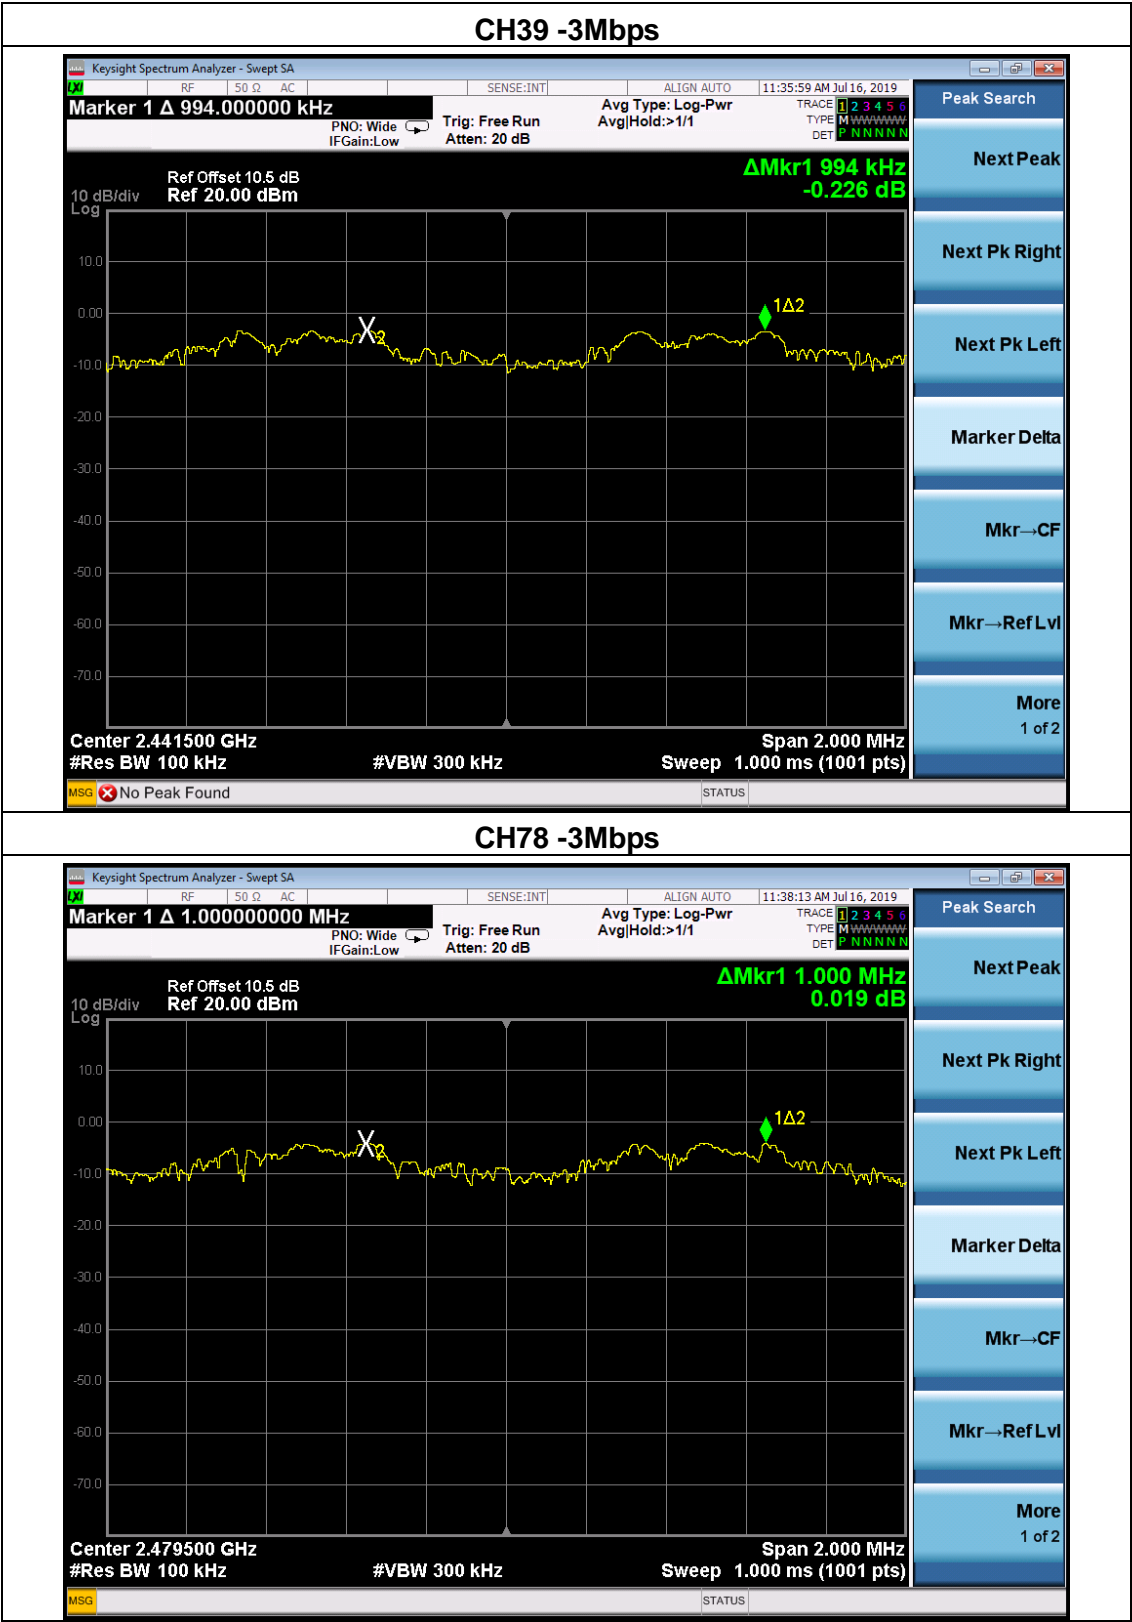 CH39 -3Mbps
Keysight Spectrum Analyzer - Swept SA
LXI RF 50 Ω AC SENSE:INT ALIGN AUTO 11:35:59 AM Jul 16, 2019
Marker 1 Δ 994.000000 kHz
PNO: Wide
IFGain:Low
Trig: Free Run
Atten: 20 dB
Avg Type: Log-Pwr
Avg|Hold:>1/1
TRACE 1 2 3 4 5 6
TYPE M WWWWW
DET P N N N N N
Peak Search
ΔMkr1 994 kHz
-0.226 dB
Ref Offset 10.5 dB
10 dB/div Ref 20.00 dBm
Log
10.0
0.00
-10.0
-20.0
-30.0
-40.0
-50.0
-60.0
-70.0
X2
1Δ2
Center 2.441500 GHz Span 2.000 MHz
#Res BW 100 kHz #VBW 300 kHz Sweep 1.000 ms (1001 pts)
MSG No Peak Found STATUS
Next Peak
Next Pk Right
Next Pk Left
Marker Delta
Mkr→CF
Mkr→Ref Lvl
More
1 of 2
CH78 -3Mbps
Keysight Spectrum Analyzer - Swept SA
LXI RF 50 Ω AC SENSE:INT ALIGN AUTO 11:38:13 AM Jul 16, 2019
Marker 1 Δ 1.000000000 MHz
PNO: Wide
IFGain:Low
Trig: Free Run
Atten: 20 dB
Avg Type: Log-Pwr
Avg|Hold:>1/1
TRACE 1 2 3 4 5 6
TYPE M WWWWW
DET P N N N N N
Peak Search
ΔMkr1 1.000 MHz
0.019 dB
Ref Offset 10.5 dB
10 dB/div Ref 20.00 dBm
Log
10.0
0.00
-10.0
-20.0
-30.0
-40.0
-50.0
-60.0
-70.0
X2
1Δ2
Center 2.479500 GHz Span 2.000 MHz
#Res BW 100 kHz #VBW 300 kHz Sweep 1.000 ms (1001 pts)
MSG STATUS
Next Peak
Next Pk Right
Next Pk Left
Marker Delta
Mkr→CF
Mkr→Ref Lvl
More
1 of 2